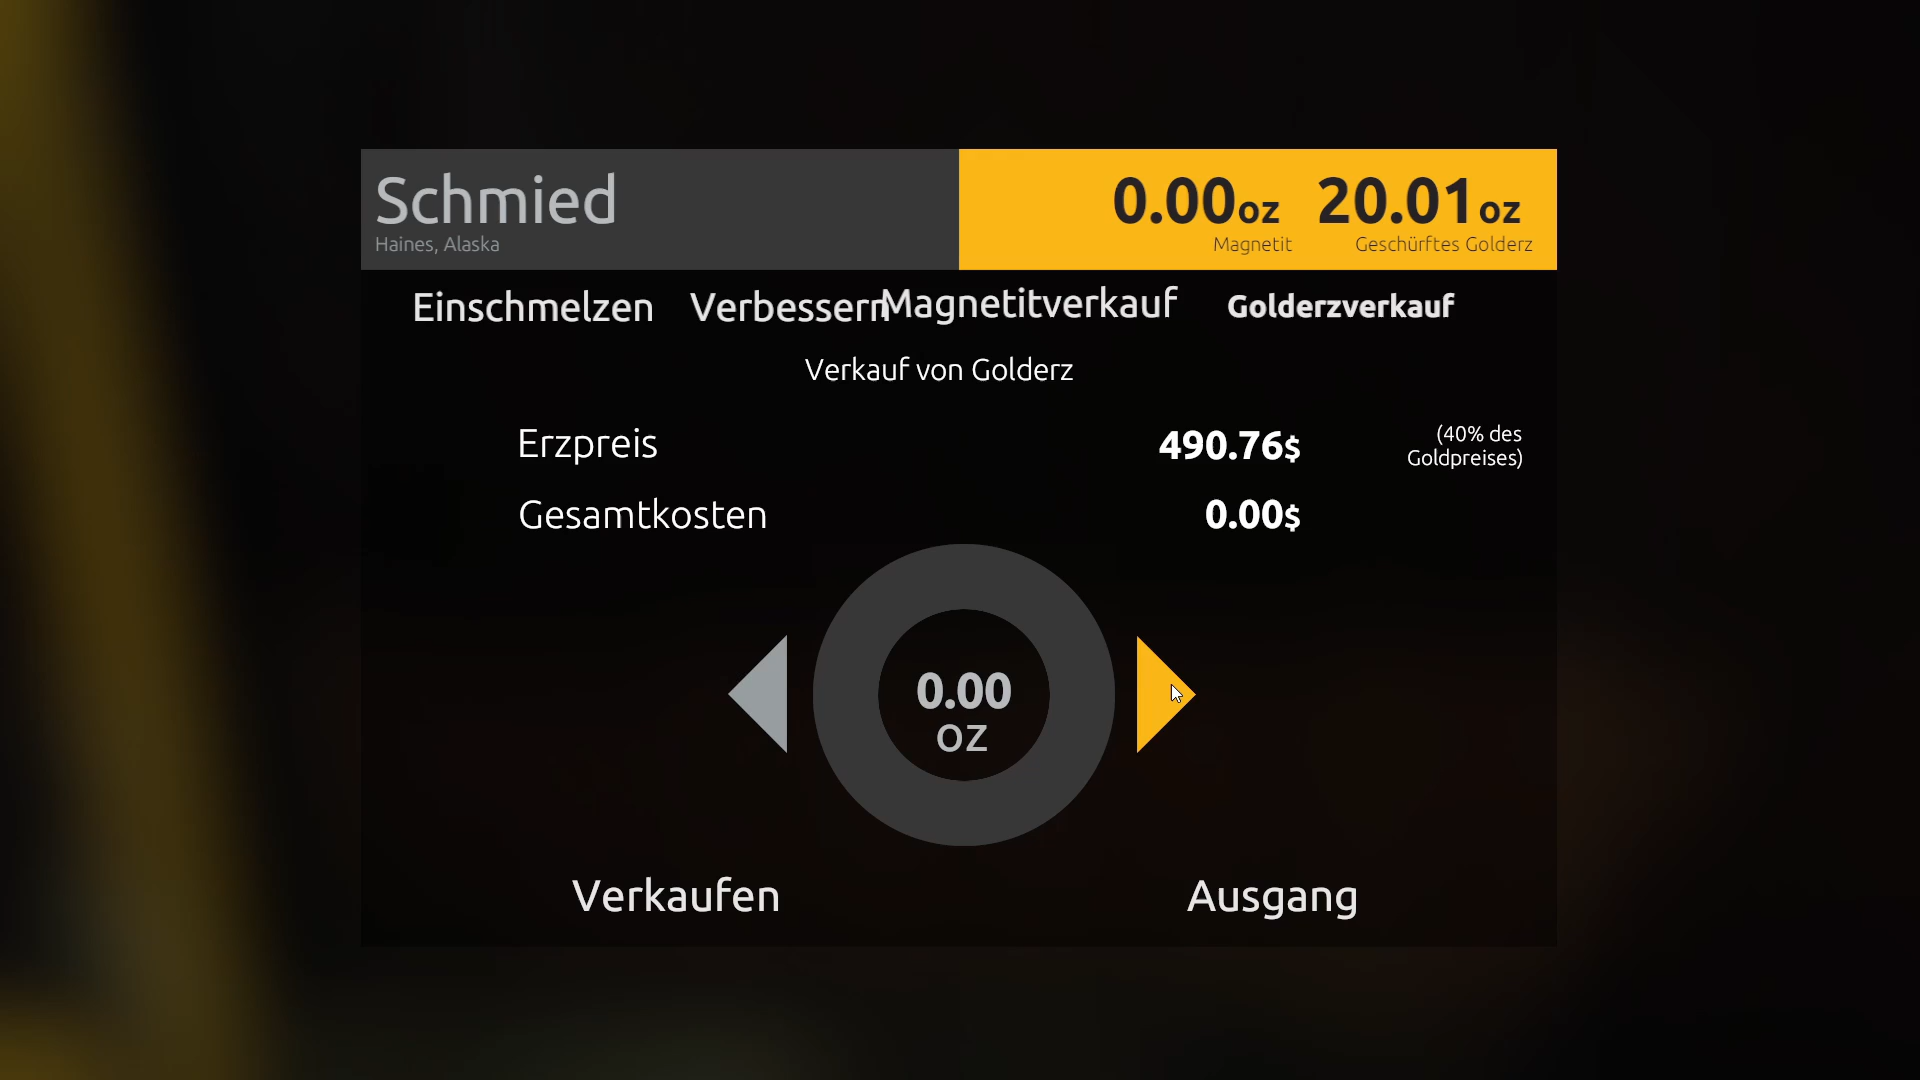 Schmied
Haines, Alaska
0.00oz
Magnetit
20.01oz
Geschürftes Golderz
Einschmelzen
Verbessern
Magnetitverkauf
Golderzverkauf
Verkauf von Golderz
Erzpreis
490.76$
(40% des
Goldpreises)
Gesamtkosten
0.00$
0.00
oz
Verkaufen
Ausgang